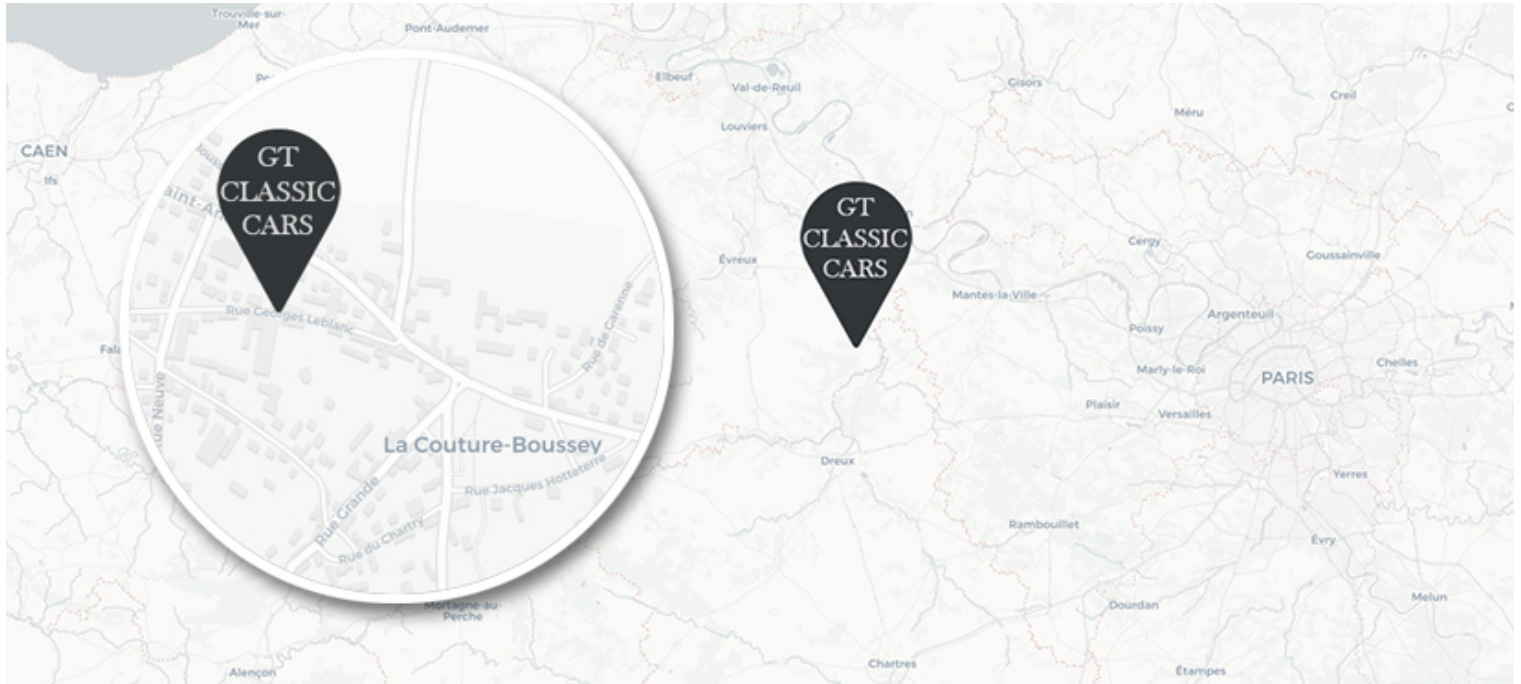 Trouville-sur-
Mer
Pont-Audemer
Elbeuf
Val-de-Reuil
Louviers
Gisors
Creil
Méru
CAEN
Ifs
GT
CLASSIC
CARS
Rue Georges Leblanc
Rue de Garenne
Rue Neuve
La Couture-Boussey
Rue Jacques Hotteterre
Rue Grande
Rue du Chartry
GT
CLASSIC
CARS
Évreux
Cergy
Goussainville
Mantes-la-Ville
Argenteuil
Poissy
Marly-le-Roi
PARIS
Chelles
Plaisir
Versailles
Dreux
Yerres
Rambouillet
Évry
Mortagne-au-
Perche
Dourdan
Melun
Alençon
Chartres
Étampes